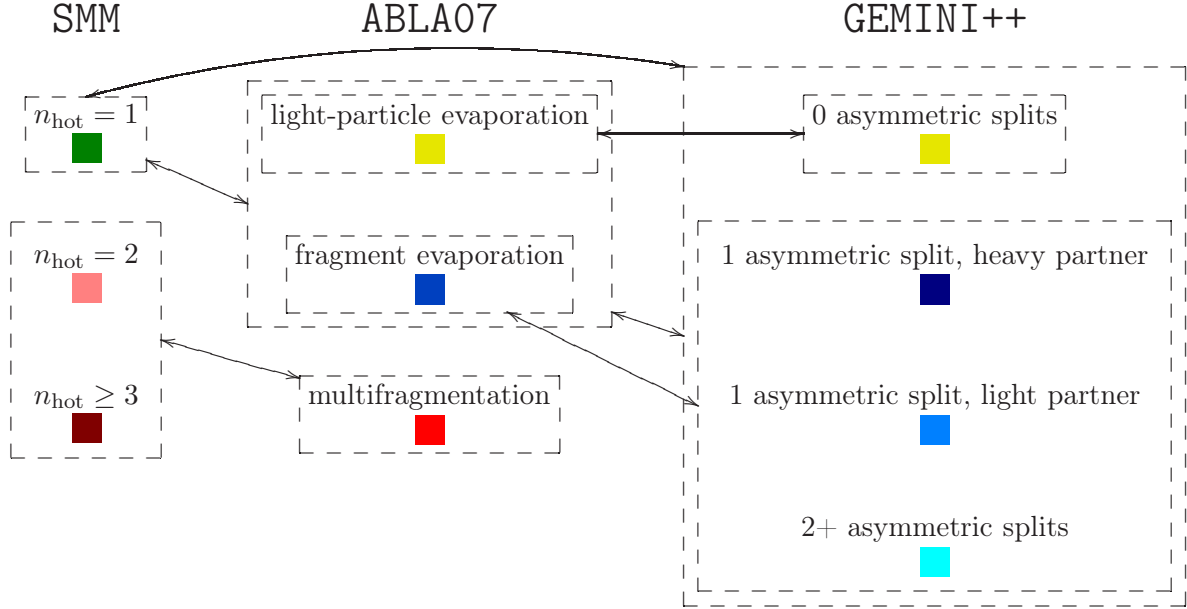 SMM ABLA07 GEMINI++
n_hot = 1 light-particle evaporation 0 asymmetric splits
n_hot = 2 fragment evaporation 1 asymmetric split, heavy partner
n_hot ≥ 3 multifragmentation 1 asymmetric split, light partner
2+ asymmetric splits